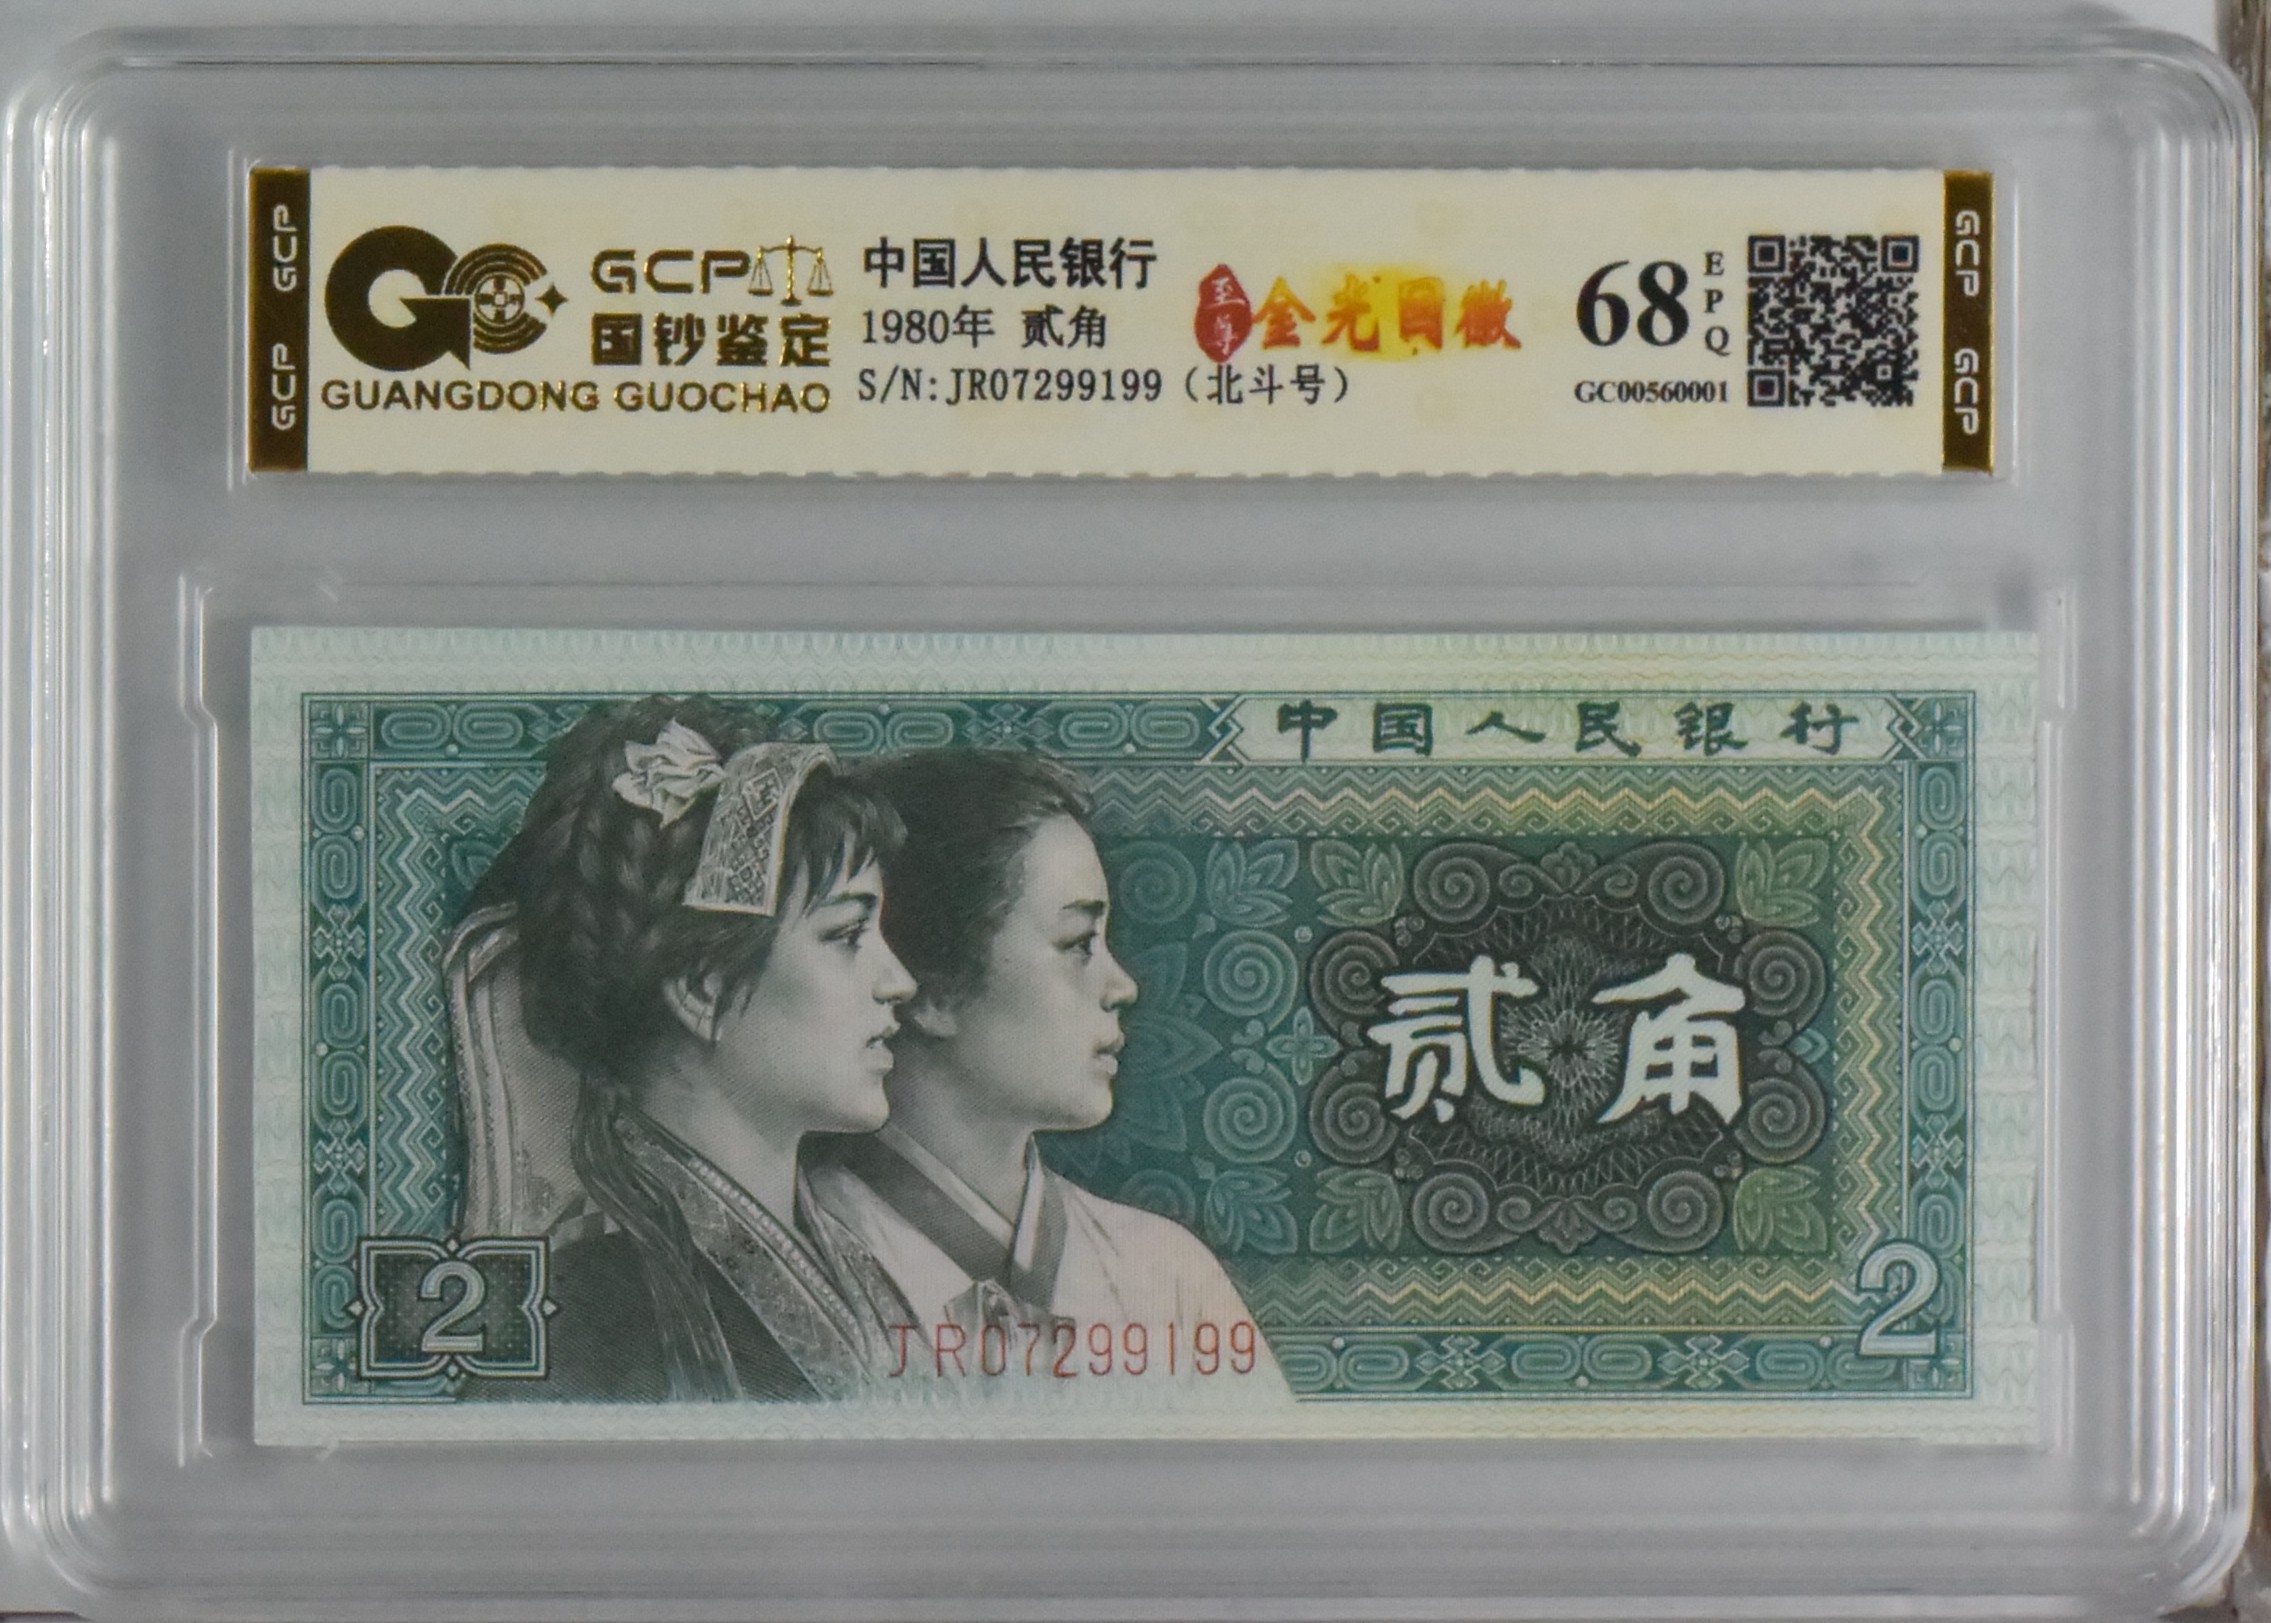 GCP
GCP
GC
GCP
国钞鉴定
GUANGDONG GUOCHAO
中国人民银行
1980年 贰角
S/N:JR07299199（北斗号）
至尊
金光国徽
68
EPQ
GC00560001
GCP
GCP
中国人民银行
贰角
2
2
JR07299199